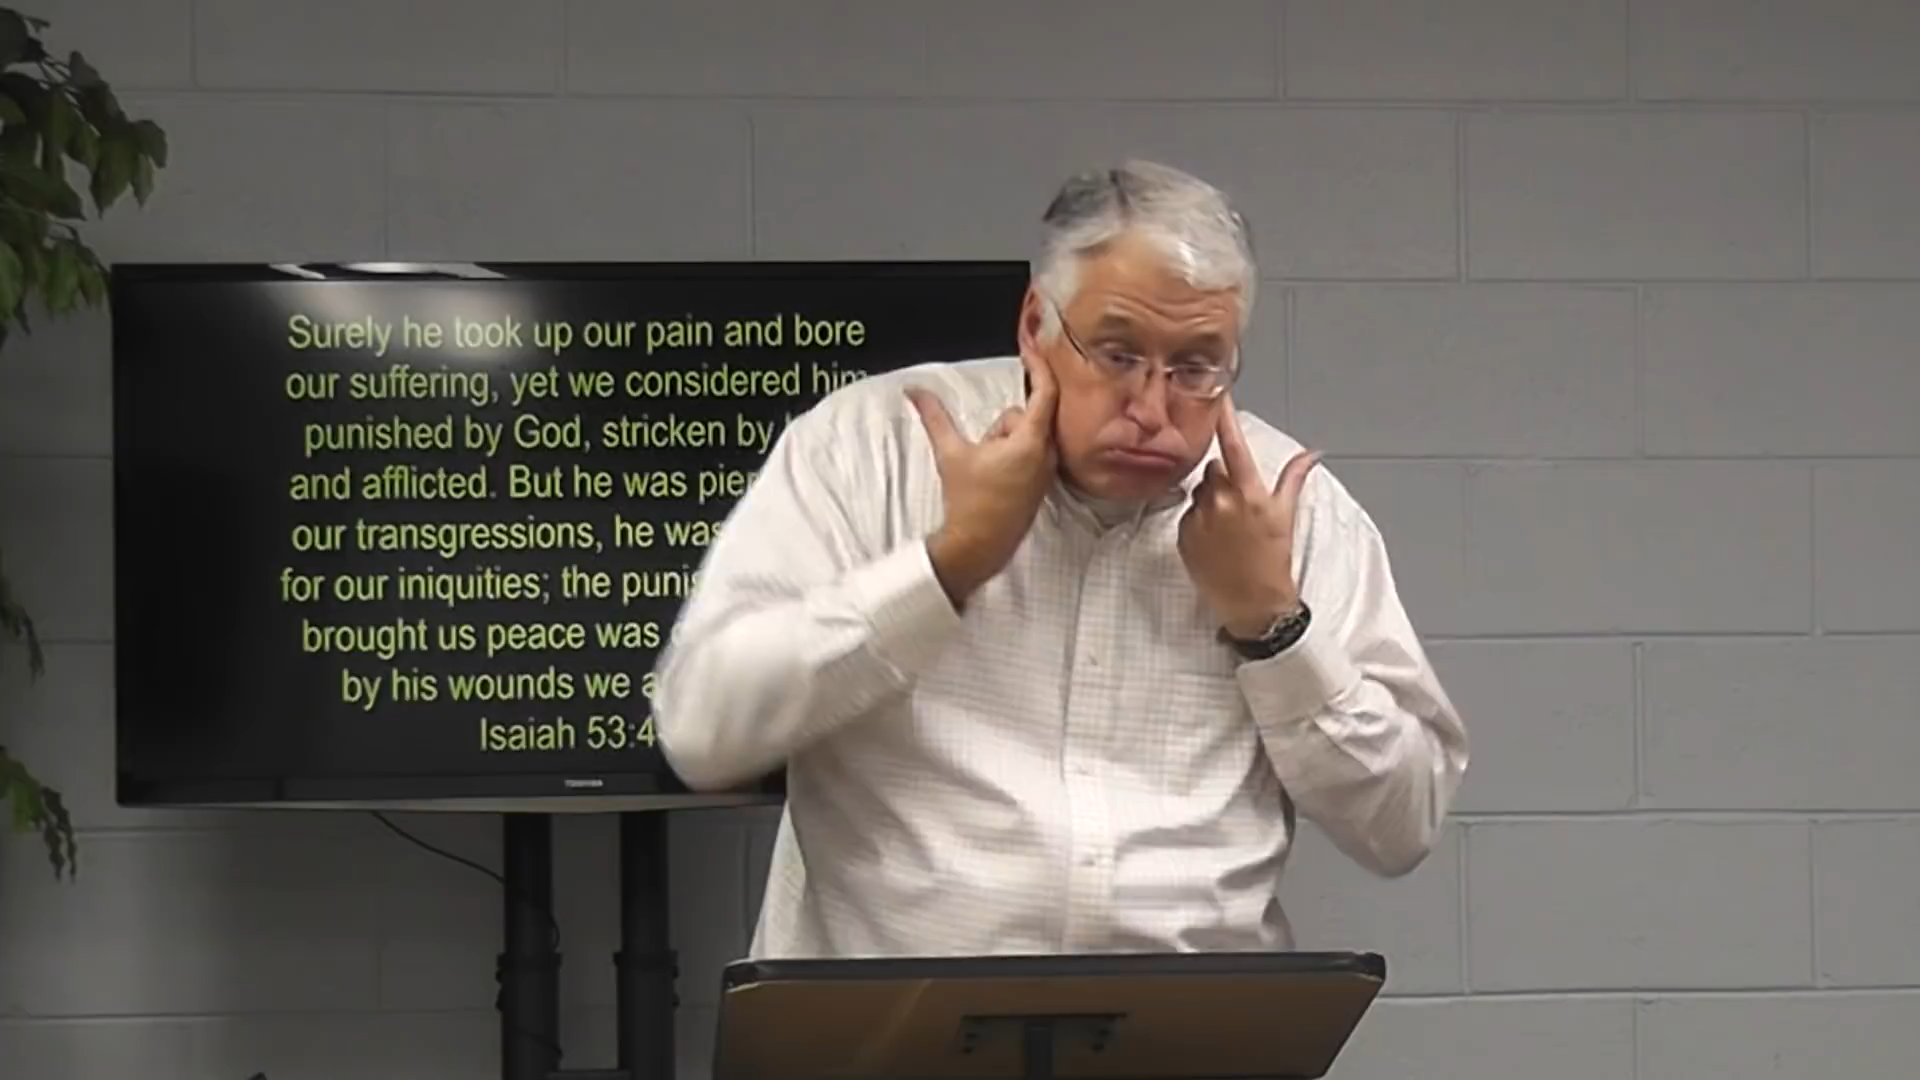 Surely he took up our pain and bore
our suffering, yet we considered him
punished by God, stricken by
and afflicted. But he was
our transgressions, he was
for our iniquities; the
brought us peace was
by his wounds we
Isaiah 53:4
TOSHIBA